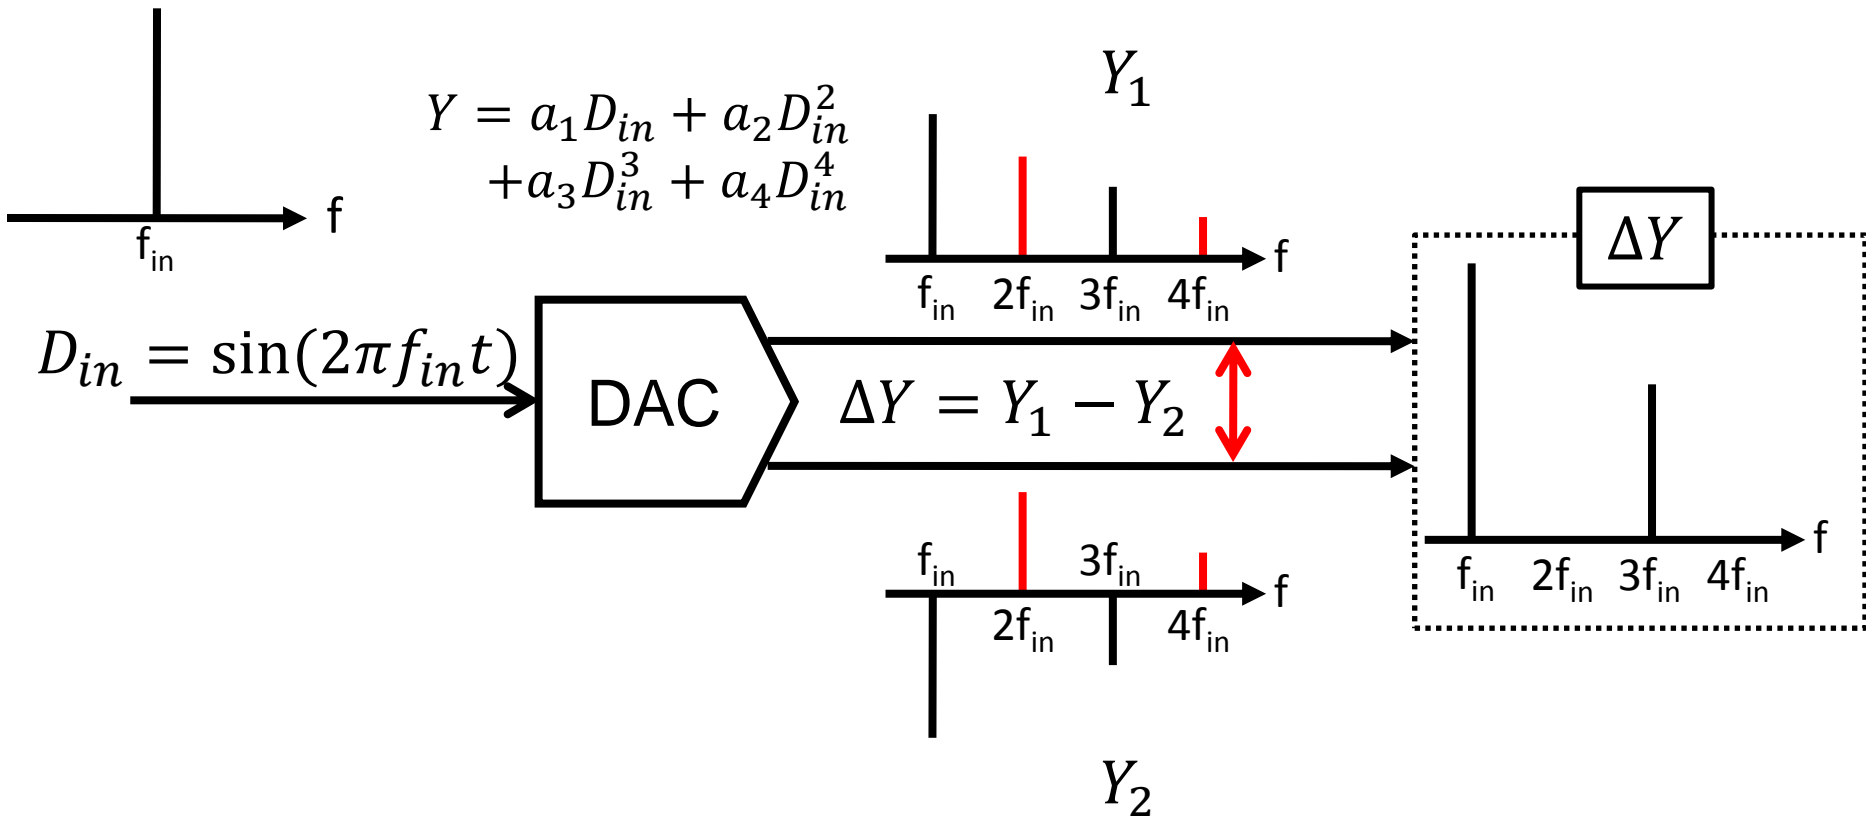 f
f_in
Y = a_1 D_in + a_2 D_in^2
+a_3 D_in^3 + a_4 D_in^4
Y_1
f
f_in 2f_in 3f_in 4f_in
D_in = sin(2πf_in t)
DAC
ΔY = Y_1 − Y_2
f_in 3f_in
f
2f_in 4f_in
Y_2
ΔY
f
f_in 2f_in 3f_in 4f_in